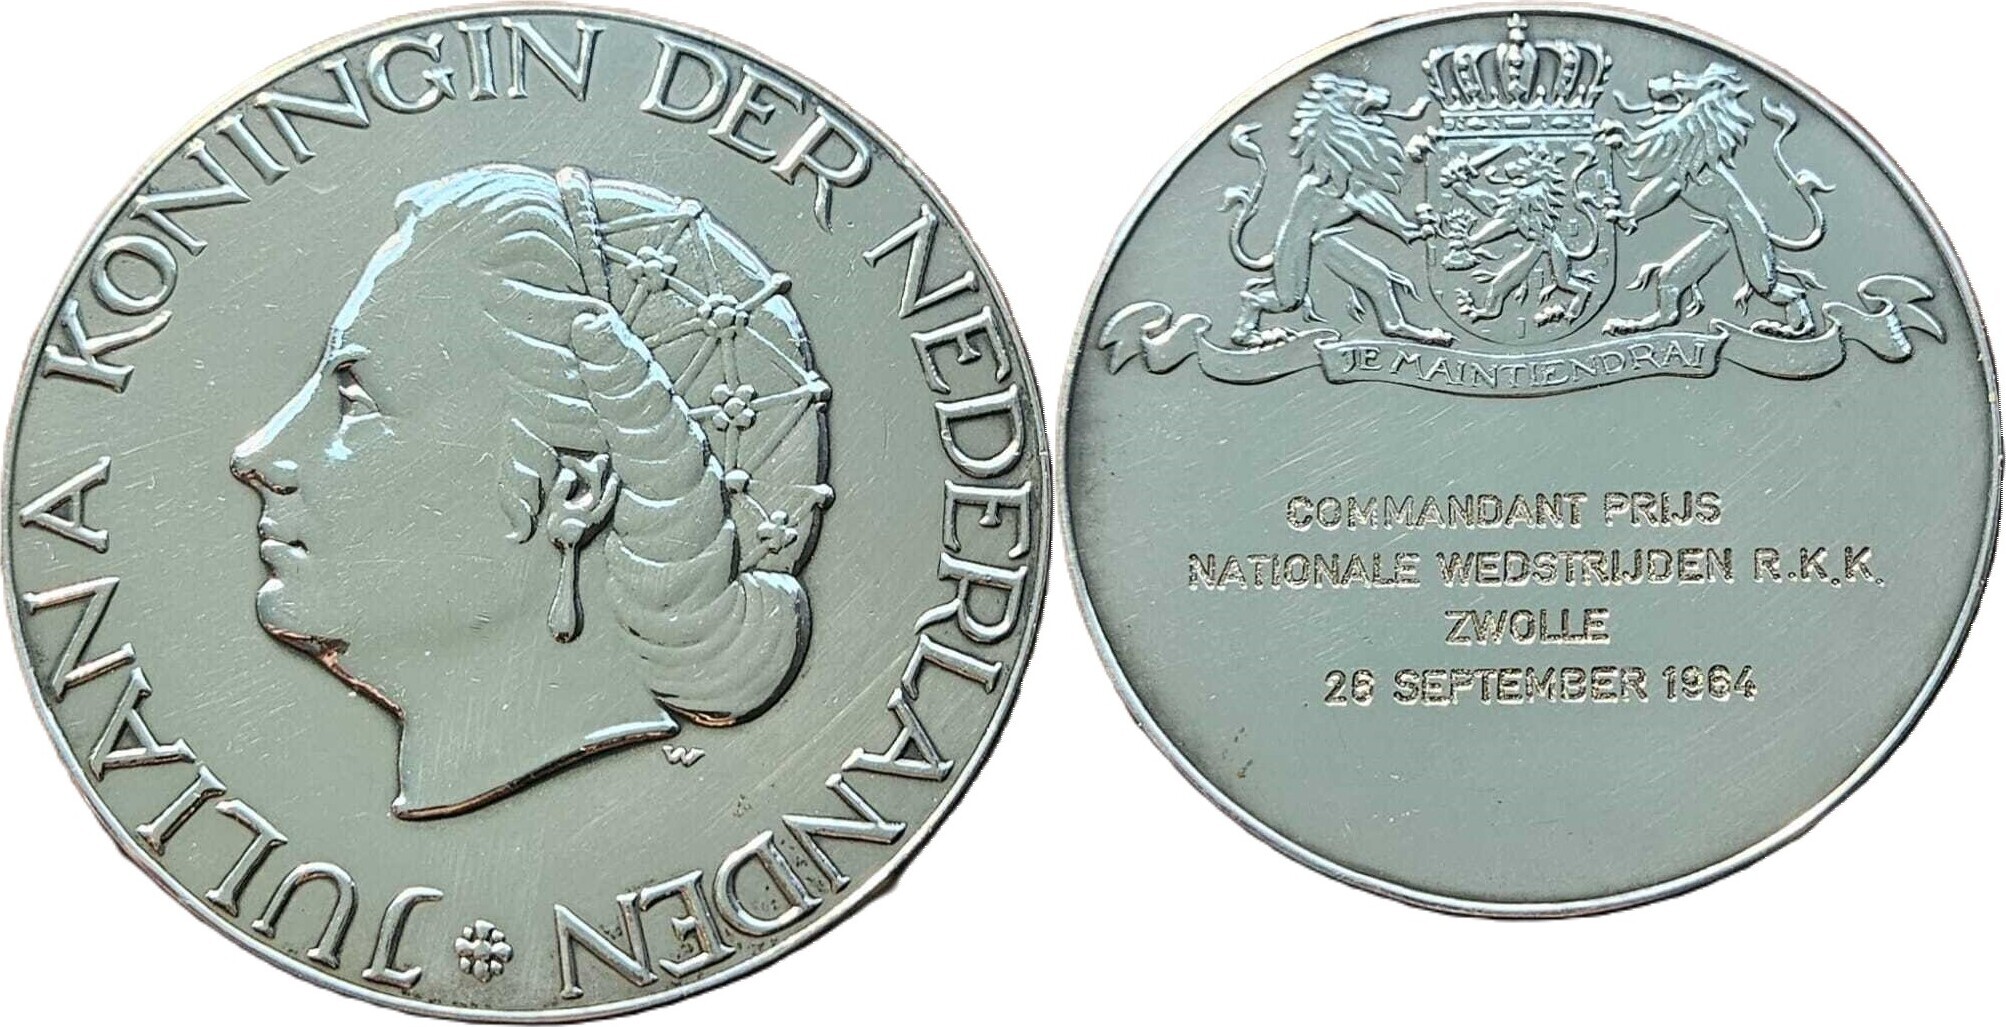 JULIANA KONINGIN DER NEDERLANDEN
W
JE MAINTIENDRAI
COMMANDANT PRIJS
NATIONALE WEDSTRIJDEN R.K.K.
ZWOLLE
26 SEPTEMBER 1964